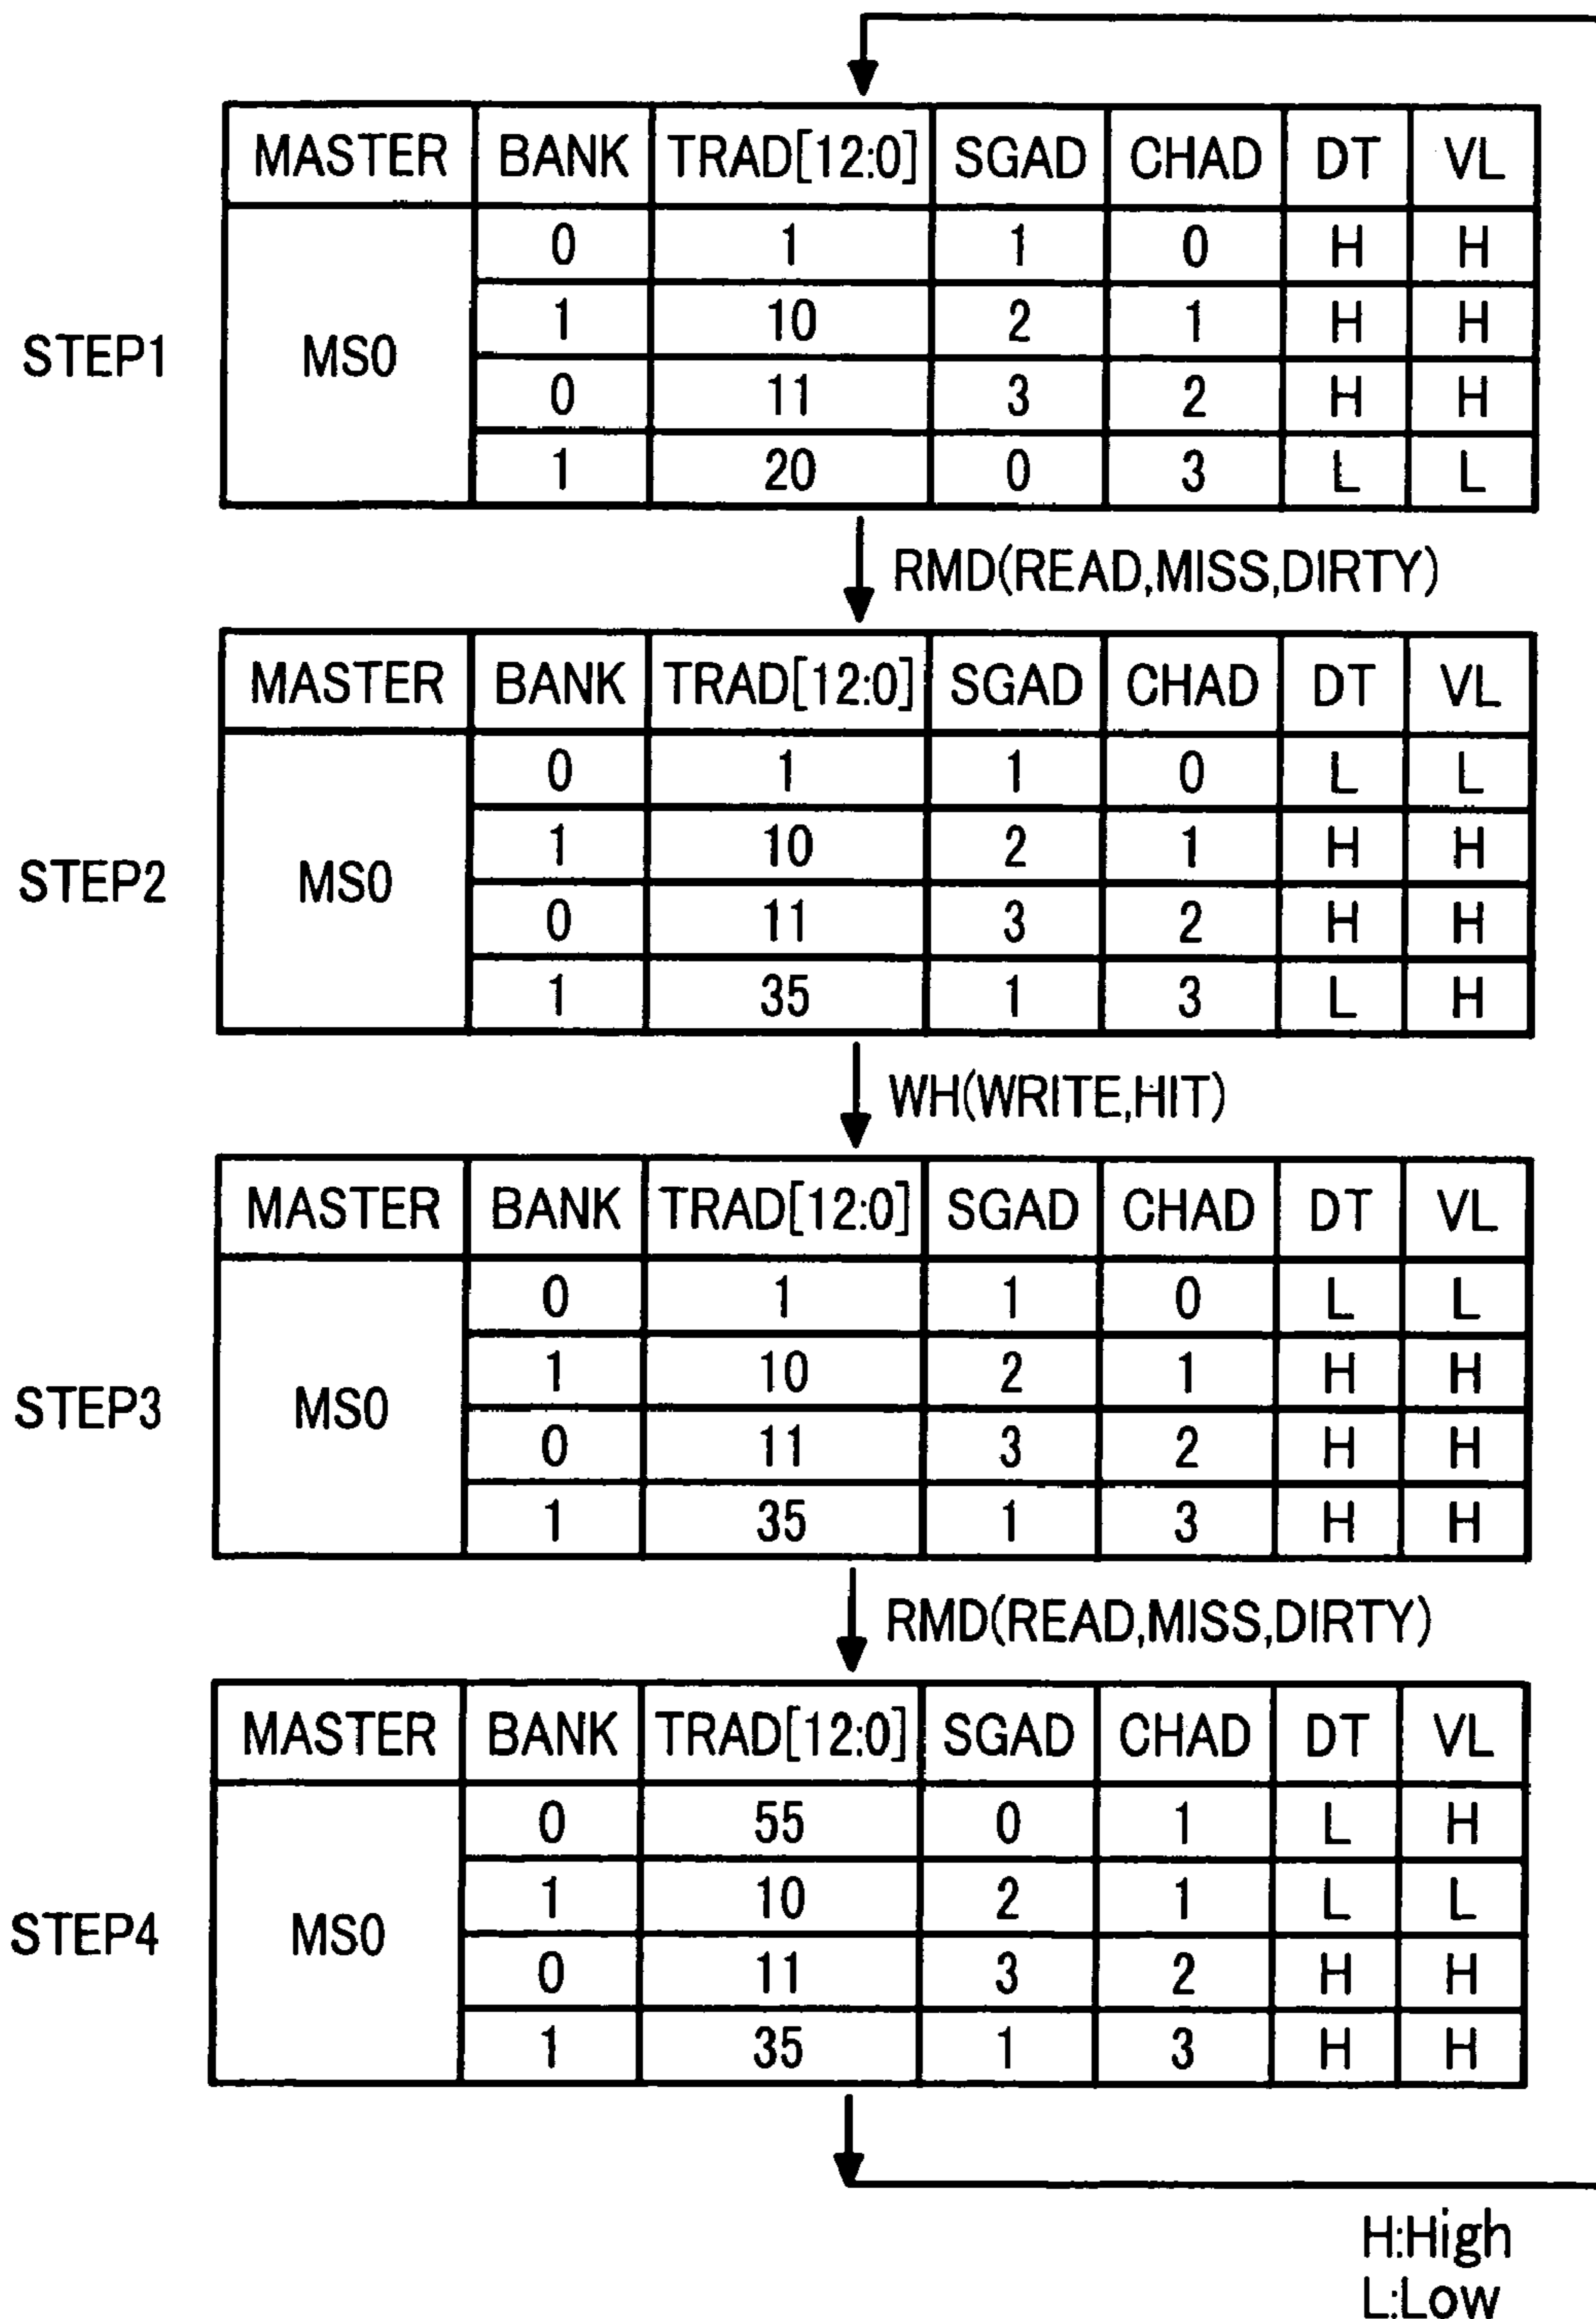 MASTER BANK TRAD[12:0] SGAD CHAD DT VL
0 1 1 0 H H
1 10 2 1 H H
STEP1 MS0
0 11 3 2 H H
1 20 0 3 L L
RMD(READ,MISS,DIRTY)
MASTER BANK TRAD[12:0] SGAD CHAD DT VL
0 1 1 0 L L
1 10 2 1 H H
STEP2 MS0
0 11 3 2 H H
1 35 1 3 L H
WH(WRITE,HIT)
MASTER BANK TRAD[12:0] SGAD CHAD DT VL
0 1 1 0 L L
1 10 2 1 H H
STEP3 MS0
0 11 3 2 H H
1 35 1 3 H H
RMD(READ,MISS,DIRTY)
MASTER BANK TRAD[12:0] SGAD CHAD DT VL
0 55 0 1 L H
1 10 2 1 L L
STEP4 MS0
0 11 3 2 H H
1 35 1 3 H H
H:High
L:Low